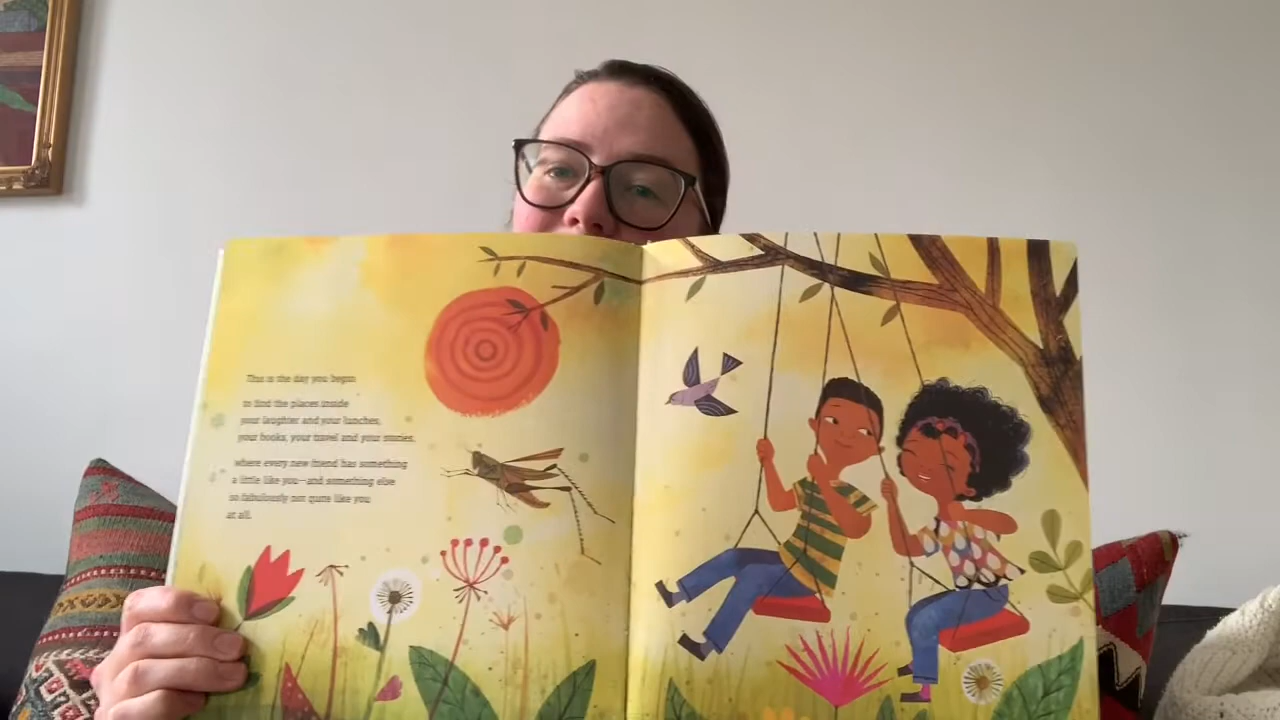 This is the day you begin
to find the places inside
your laughter and your lunches,
your books, your travel and your stories,
where every new friend has something
a little like you—and something else
so fabulously not quite like you
at all.